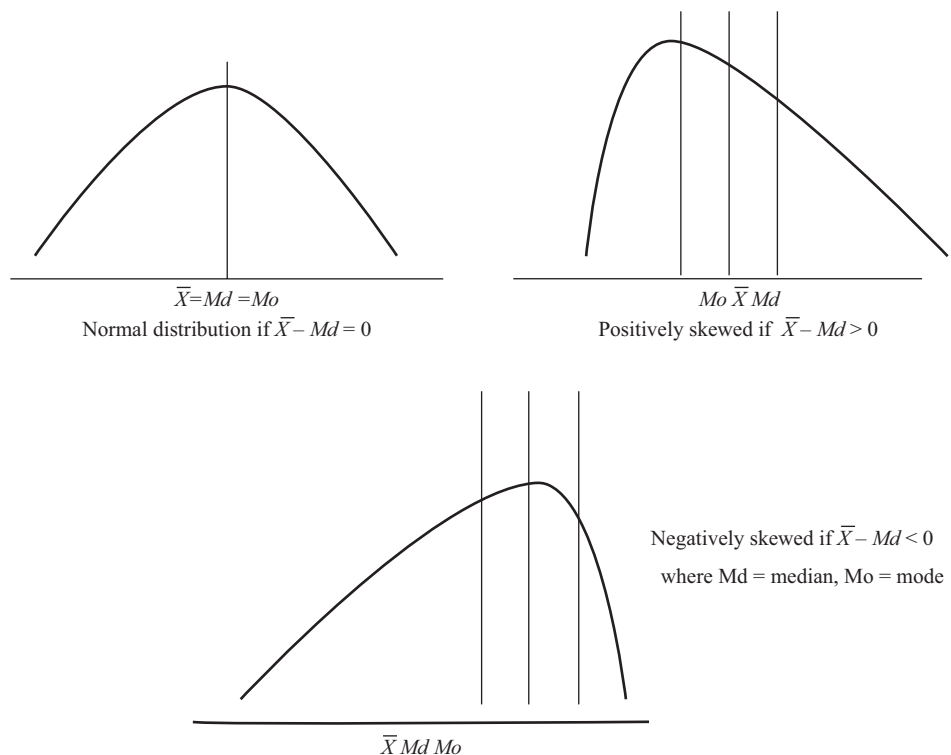 X̅=Md =Mo
Normal distribution if X̅ – Md = 0
Mo X̅ Md
Positively skewed if X̅ – Md > 0
Negatively skewed if X̅ – Md < 0
where Md = median, Mo = mode
X̅ Md Mo